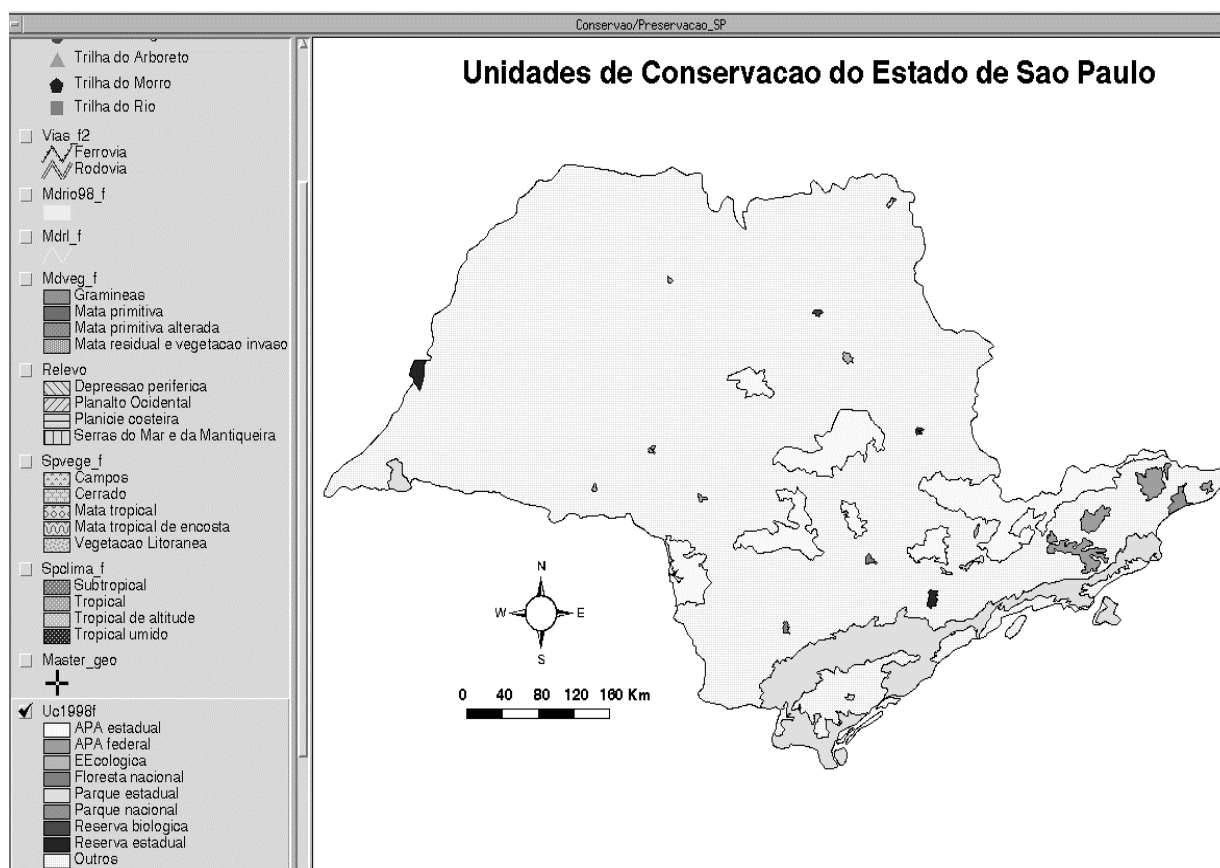 Conservao/Preservacao_SP
Trilha do Arboreto
Trilha do Morro
Trilha do Rio
Vias_f2
Ferrovia
Rodovia
Mdrio98_f
Mdrl_f
Mdveg_f
Gramineas
Mata primitiva
Mata primitiva alterada
Mata residual e vegetacao invaso
Relevo
Depressao periferica
Planalto Ocidental
Planicie costeira
Serras do Mar e da Mantiqueira
Spvege_f
Campos
Cerrado
Mata tropical
Mata tropical de encosta
Vegetacao Litoranea
Spclima_f
Subtropical
Tropical
Tropical de altitude
Tropical umido
Master_geo
Uc1998f
APA estadual
APA federal
EEcologica
Floresta nacional
Parque estadual
Parque nacional
Reserva biologica
Reserva estadual
Outros
Unidades de Conservacao do Estado de Sao Paulo
N
W E
S
0 40 80 120 160 Km